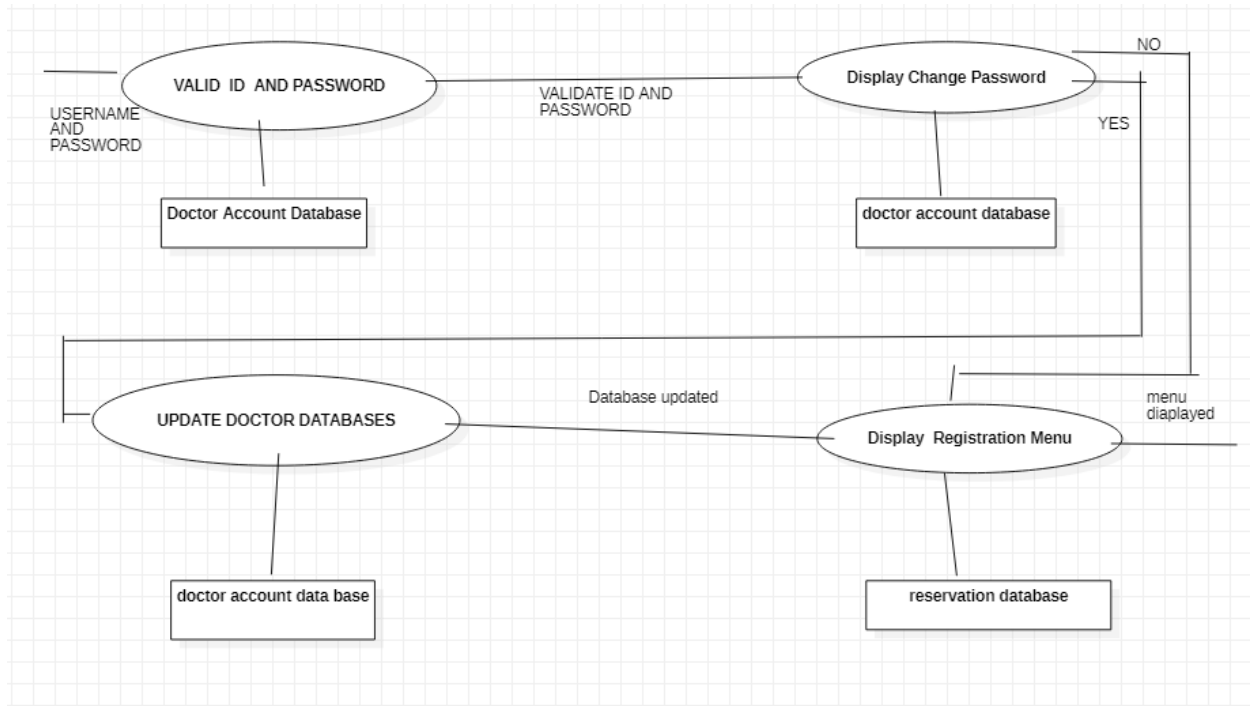 NO
VALID  ID  AND PASSWORD
Display Change Password
USERNAME
AND
PASSWORD
VALIDATE ID AND
PASSWORD
YES
Doctor Account Database
doctor account database
UPDATE DOCTOR DATABASES
Database updated
menu
diaplayed
Display  Registration Menu
doctor account data base
reservation database